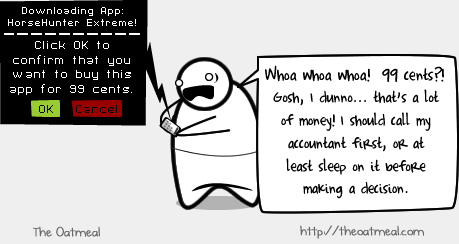 Downloading App:
HorseHunter Extreme!
Click OK to
confirm that you
want to buy this
app for 99 cents.
OK Cancel
Whoa Whoa Whoa! 99 cents?!
Gosh, I dunno... that's a lot
of money! I should call my
accountant first, or at
least sleep on it before
making a decision.
The Oatmeal
http://theoatmeal.com